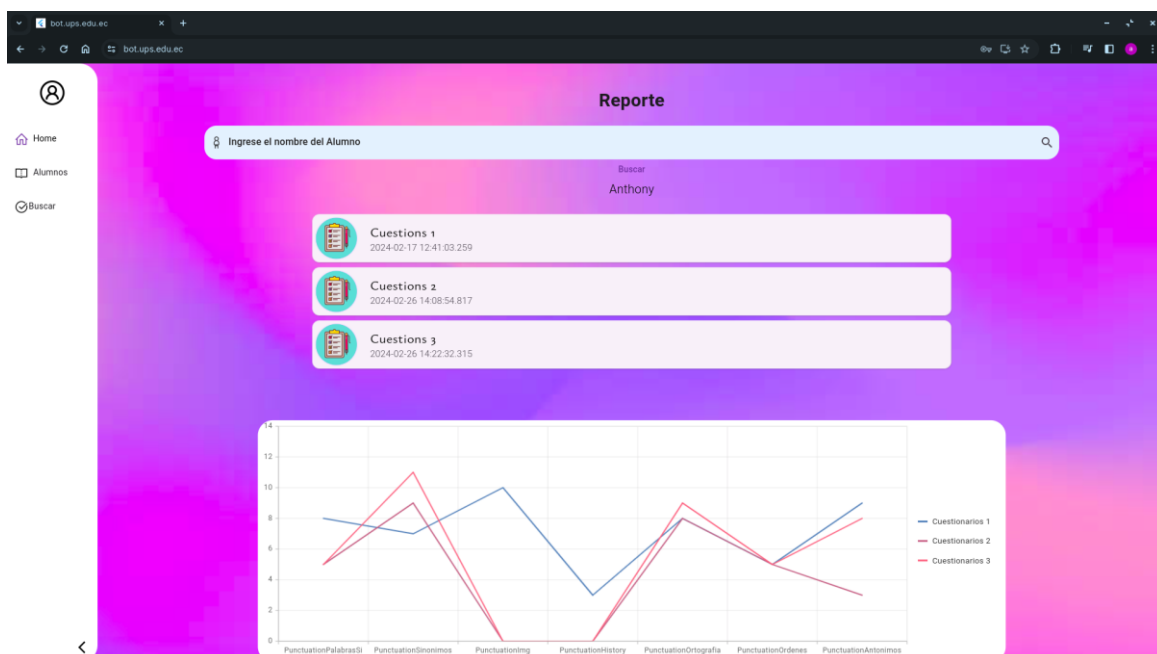 bot.ups.edu.ec
bot.ups.edu.ec
a
Home
Alumnos
Buscar
Reporte
Ingrese el nombre del Alumno
Buscar
Anthony
Cuestions 1
2024-02-17 12:41:03.259
Cuestions 2
2024-02-26 14:08:54.817
Cuestions 3
2024-02-26 14:22:32.315
14
12
10
8
6
4
2
0
PunctuationPalabrasSi PunctuationSinonimos PunctuationImg PunctuationHistory PunctuationOrtografia PunctuationOrdenes PunctuationAntonimos
Cuestionarios 1
Cuestionarios 2
Cuestionarios 3